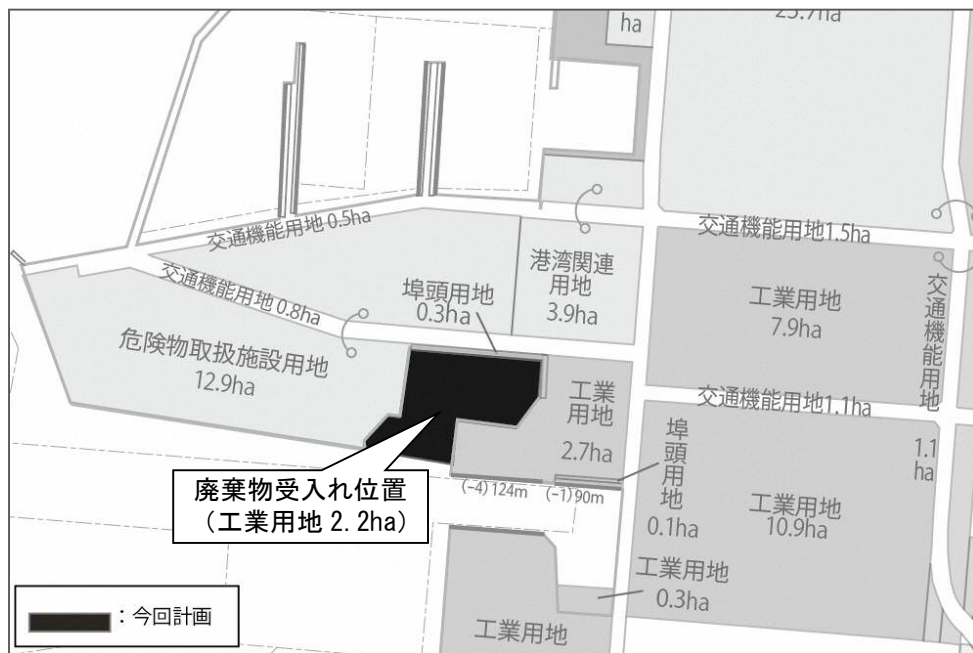 ha
23.7ha
交通機能用地 0.5ha
交通機能用地1.5ha
港湾関連
用地
3.9ha
交通機能用地 0.8ha
埠頭用地
0.3ha
工業用地
7.9ha
交通機能用地
危険物取扱施設用地
12.9ha
工業
用地
2.7ha
交通機能用地1.1ha
埠頭用地
0.1ha
1.1
ha
工業用地
10.9ha
廃棄物受入れ位置
（工業用地 2.2ha）
(-4)124m
(-1)90m
工業用地
0.3ha
工業用地
：今回計画